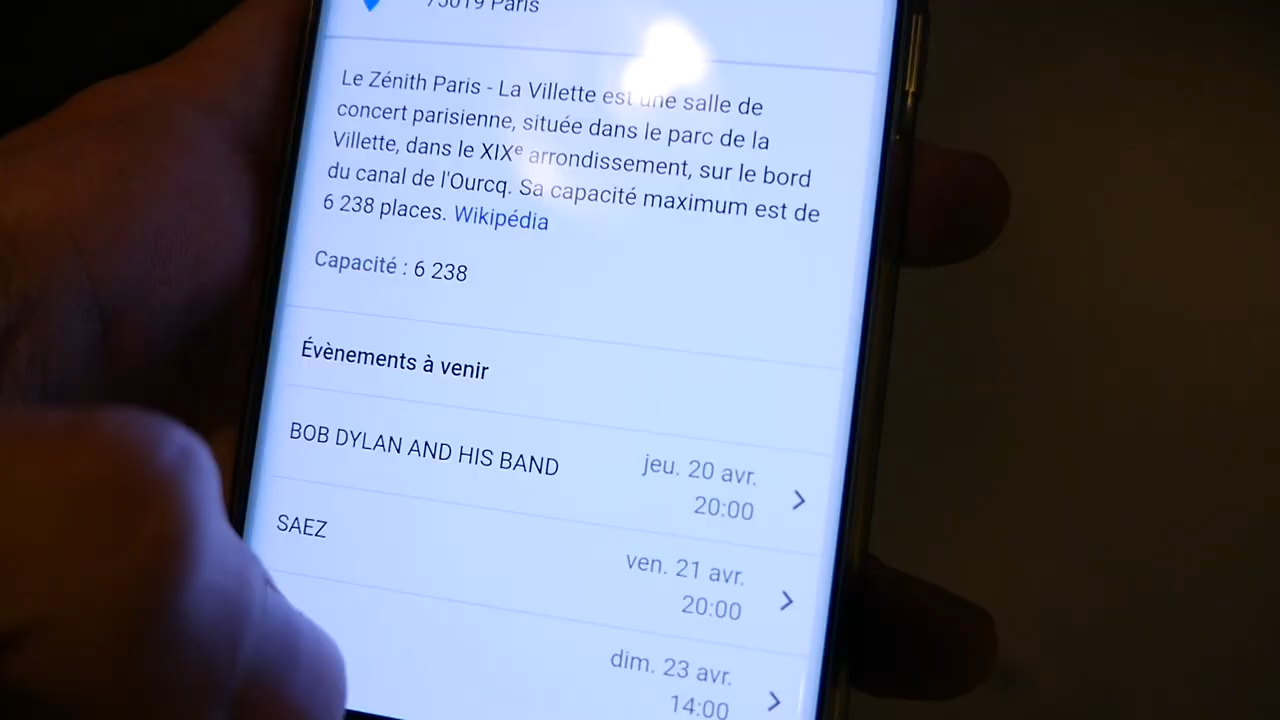 75019 Paris
Le Zénith Paris - La Villette est une salle de
concert parisienne, située dans le parc de la
Villette, dans le XIXᵉ arrondissement, sur le bord
du canal de l'Ourcq. Sa capacité maximum est de
6 238 places. Wikipédia
Capacité : 6 238
Évènements à venir
BOB DYLAN AND HIS BAND
jeu. 20 avr.
20:00
SAEZ
ven. 21 avr.
20:00
dim. 23 avr.
14:00